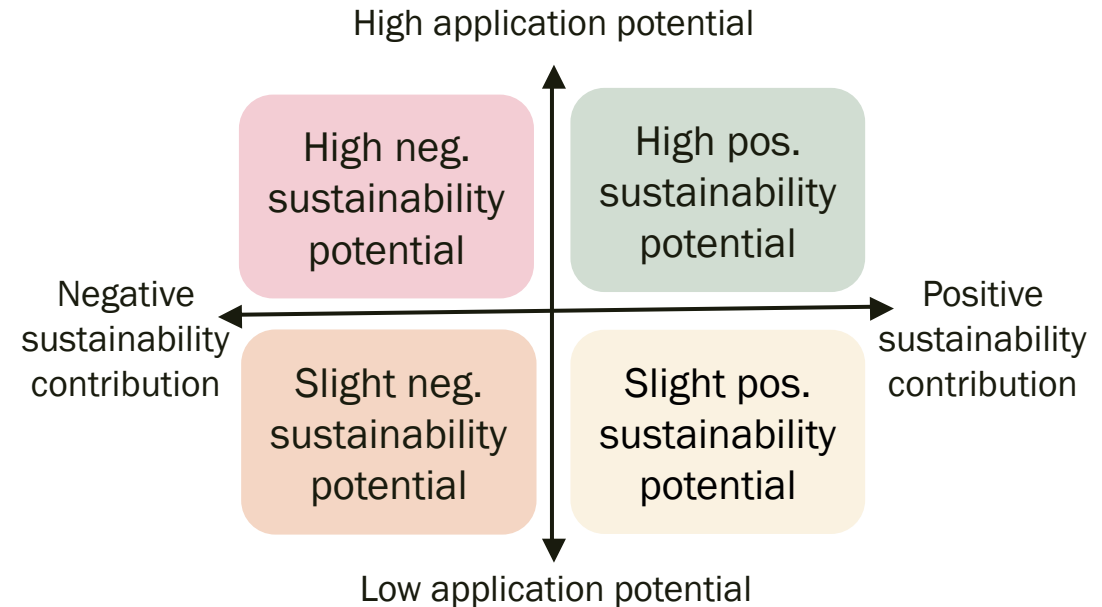 High application potential
High neg.
sustainability
potential
High pos.
sustainability
potential
Negative
sustainability
contribution
Positive
sustainability
contribution
Slight neg.
sustainability
potential
Slight pos.
sustainability
potential
Low application potential